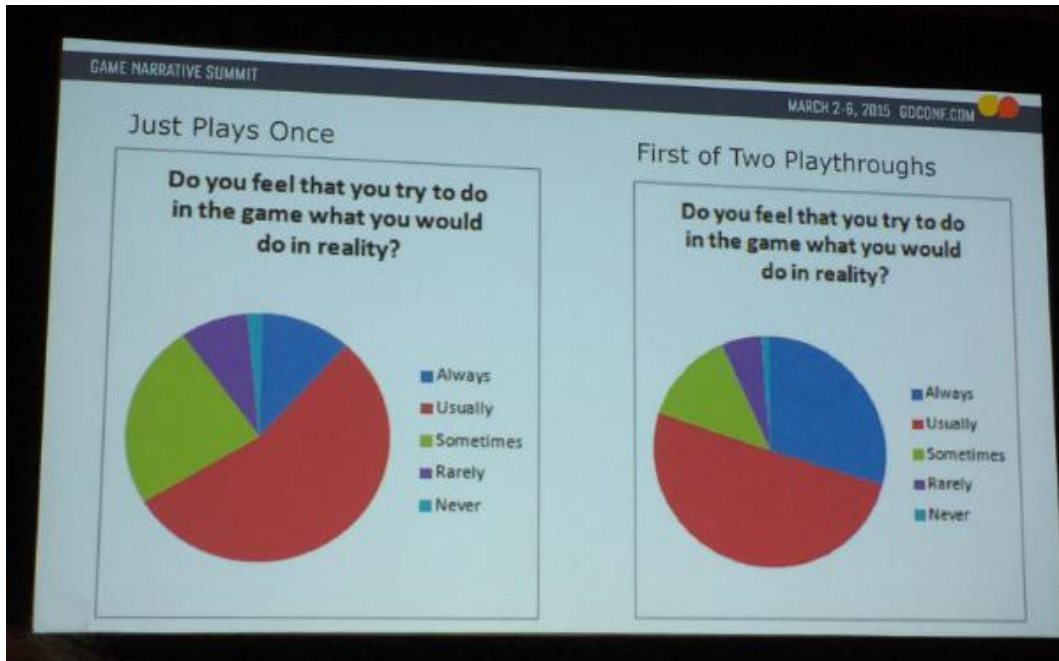 GAME NARRATIVE SUMMIT
MARCH 2-6, 2015 GDCONF.COM
Just Plays Once
Do you feel that you try to do
in the game what you would
do in reality?
Always
Usually
Sometimes
Rarely
Never
First of Two Playthroughs
Do you feel that you try to do
in the game what you would
do in reality?
Always
Usually
Sometimes
Rarely
Never